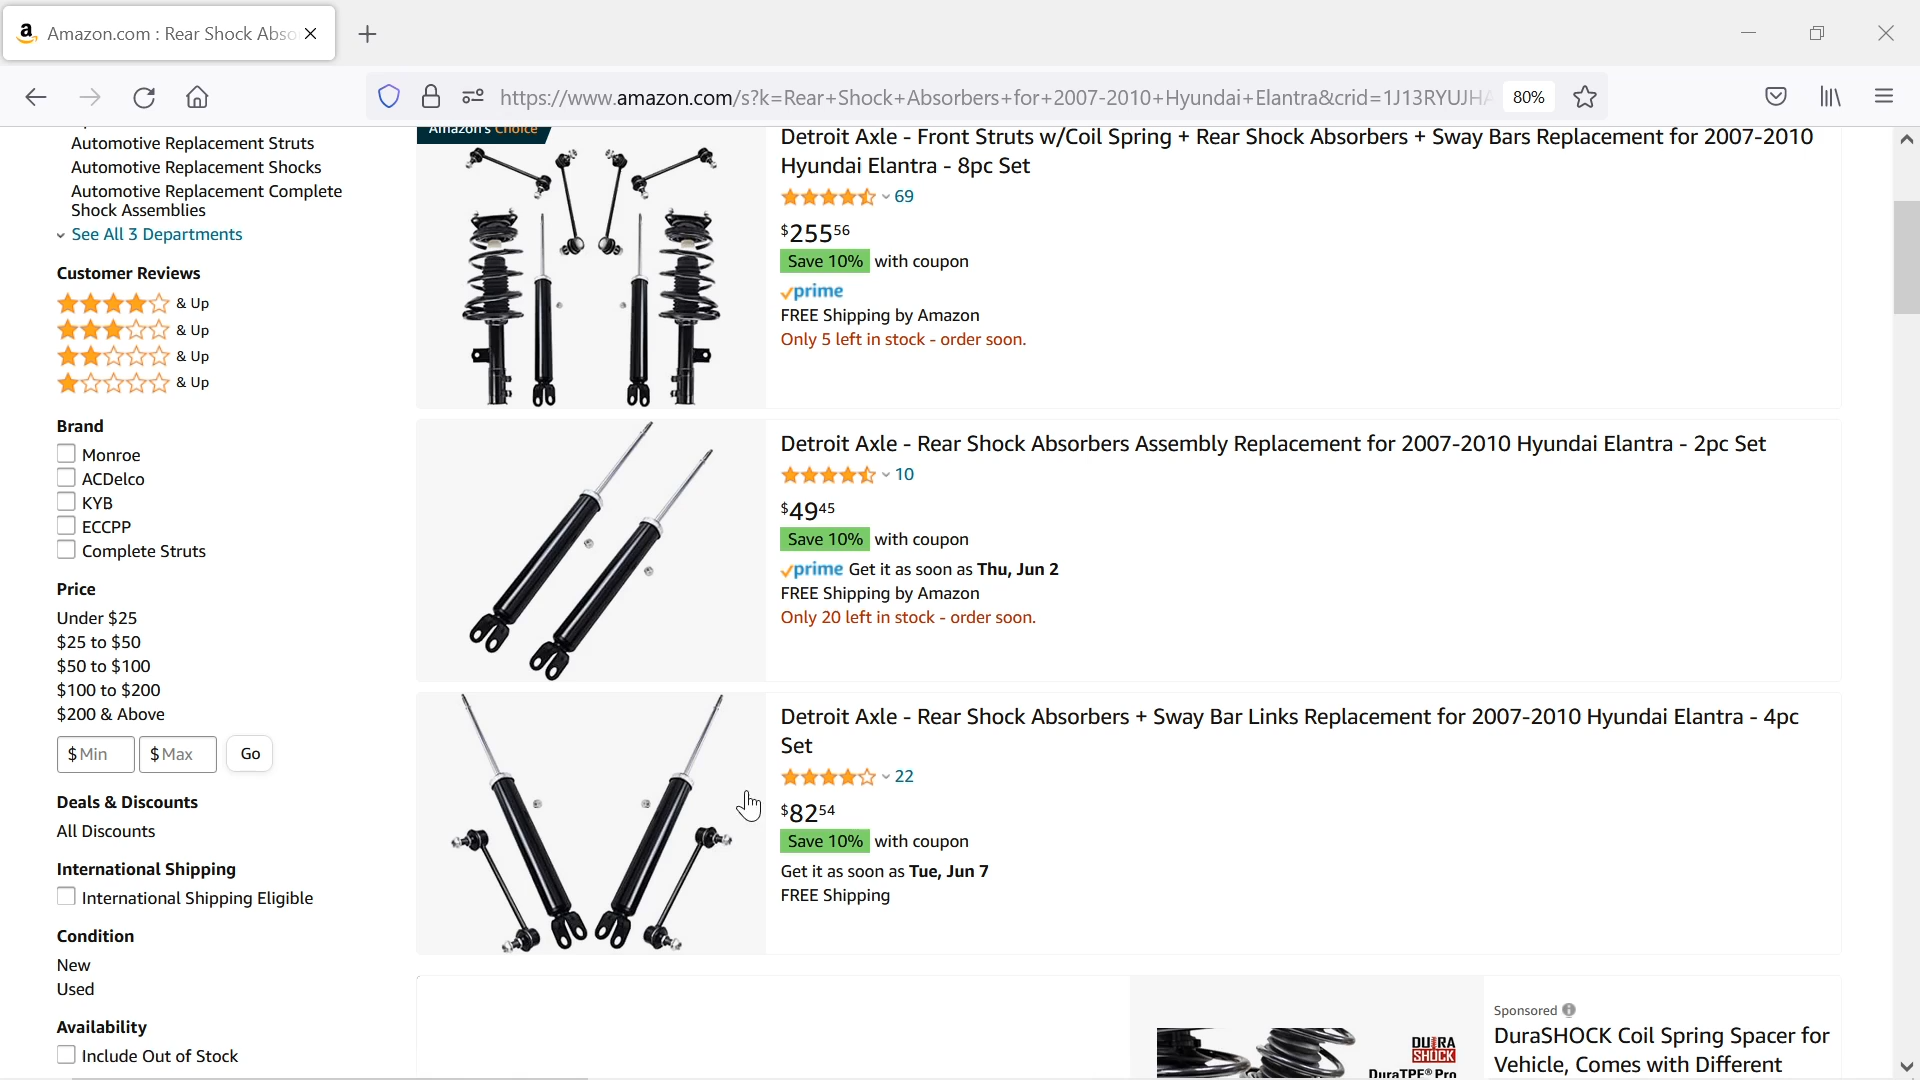 Amazon.com : Rear Shock Abso
https://www.amazon.com/s?k=Rear+Shock+Absorbers+for+2007-2010+Hyundai+Elantra&crid=1J13RYUJH
80%
Automotive Replacement Struts
Automotive Replacement Shocks
Automotive Replacement Complete
Shock Assemblies
See All 3 Departments
Customer Reviews
& Up
& Up
& Up
& Up
Brand
Monroe
ACDelco
KYB
ECCPP
Complete Struts
Price
Under $25
$25 to $50
$50 to $100
$100 to $200
$200 & Above
$ Min $ Max Go
Deals & Discounts
All Discounts
International Shipping
International Shipping Eligible
Condition
New
Used
Availability
Include Out of Stock
Amazon's Choice
Detroit Axle - Front Struts w/Coil Spring + Rear Shock Absorbers + Sway Bars Replacement for 2007-2010
Hyundai Elantra - 8pc Set
69
$25556
Save 10% with coupon
prime
FREE Shipping by Amazon
Only 5 left in stock - order soon.
Detroit Axle - Rear Shock Absorbers Assembly Replacement for 2007-2010 Hyundai Elantra - 2pc Set
10
$4945
Save 10% with coupon
prime Get it as soon as Thu, Jun 2
FREE Shipping by Amazon
Only 20 left in stock - order soon.
Detroit Axle - Rear Shock Absorbers + Sway Bar Links Replacement for 2007-2010 Hyundai Elantra - 4pc
Set
22
$8254
Save 10% with coupon
Get it as soon as Tue, Jun 7
FREE Shipping
DURA
SHOCK
DuraTPE® Pro
Sponsored
DuraSHOCK Coil Spring Spacer for
Vehicle, Comes with Different